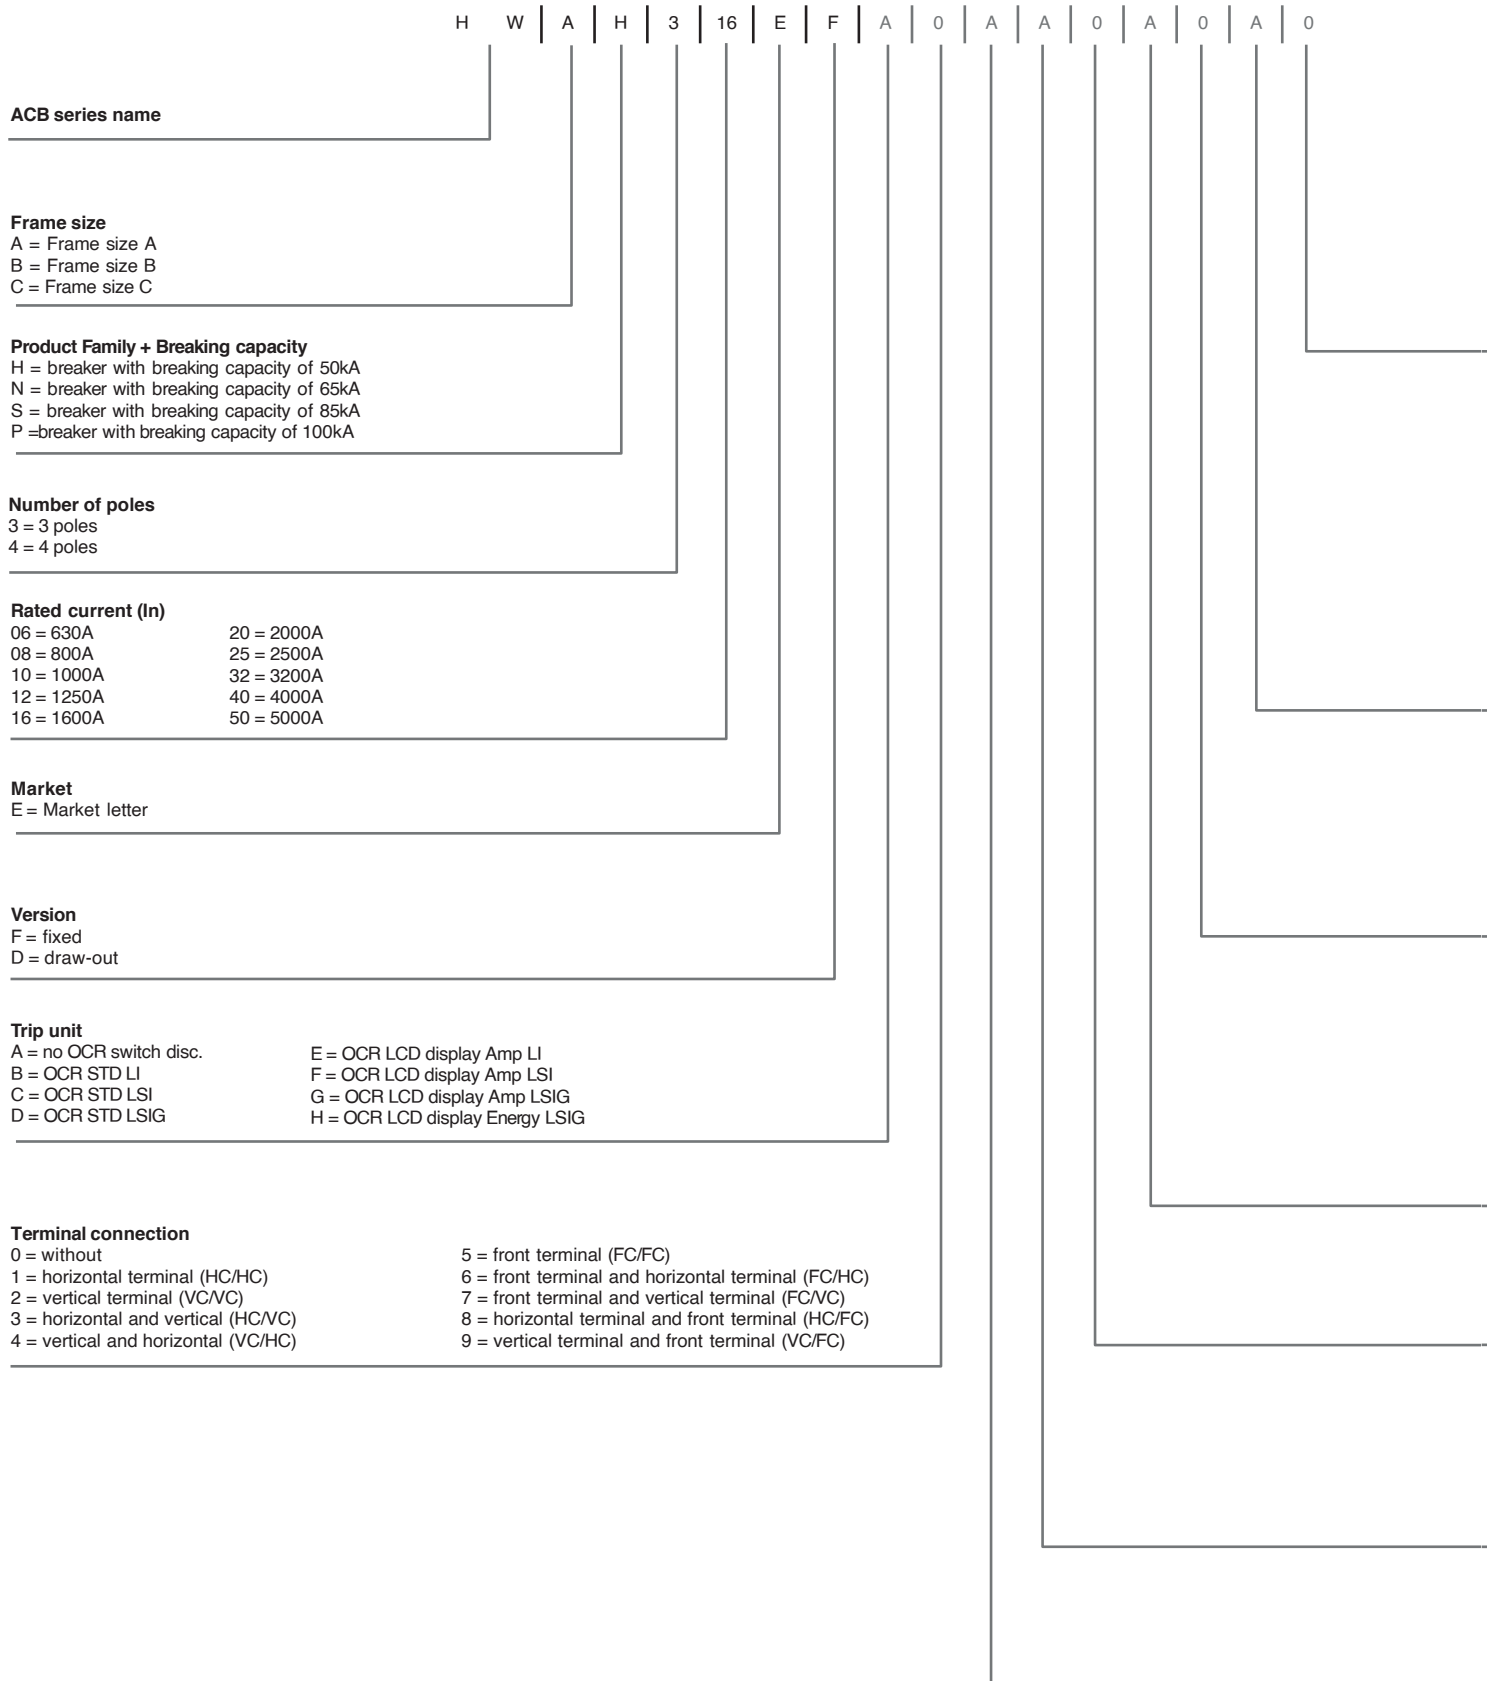 H W A H 3 16 E F A 0 A A 0 A 0 A 0
ACB series name
Frame size
A = Frame size A
B = Frame size B
C = Frame size C
Product Family + Breaking capacity
H = breaker with breaking capacity of 50kA
N = breaker with breaking capacity of 65kA
S = breaker with breaking capacity of 85kA
P =breaker with breaking capacity of 100kA
Number of poles
3 = 3 poles
4 = 4 poles
Rated current (In)
06 = 630A
08 = 800A
10 = 1000A
12 = 1250A
16 = 1600A
20 = 2000A
25 = 2500A
32 = 3200A
40 = 4000A
50 = 5000A
Market
E = Market letter
Version
F = fixed
D = draw-out
Trip unit
A = no OCR switch disc.
B = OCR STD LI
C = OCR STD LSI
D = OCR STD LSIG
E = OCR LCD display Amp LI
F = OCR LCD display Amp LSI
G = OCR LCD display Amp LSIG
H = OCR LCD display Energy LSIG
Terminal connection
0 = without
1 = horizontal terminal (HC/HC)
2 = vertical terminal (VC/VC)
3 = horizontal and vertical (HC/VC)
4 = vertical and horizontal (VC/HC)
5 = front terminal (FC/FC)
6 = front terminal and horizontal terminal (FC/HC)
7 = front terminal and vertical terminal (FC/VC)
8 = horizontal terminal and front terminal (HC/FC)
9 = vertical terminal and front terminal (VC/FC)